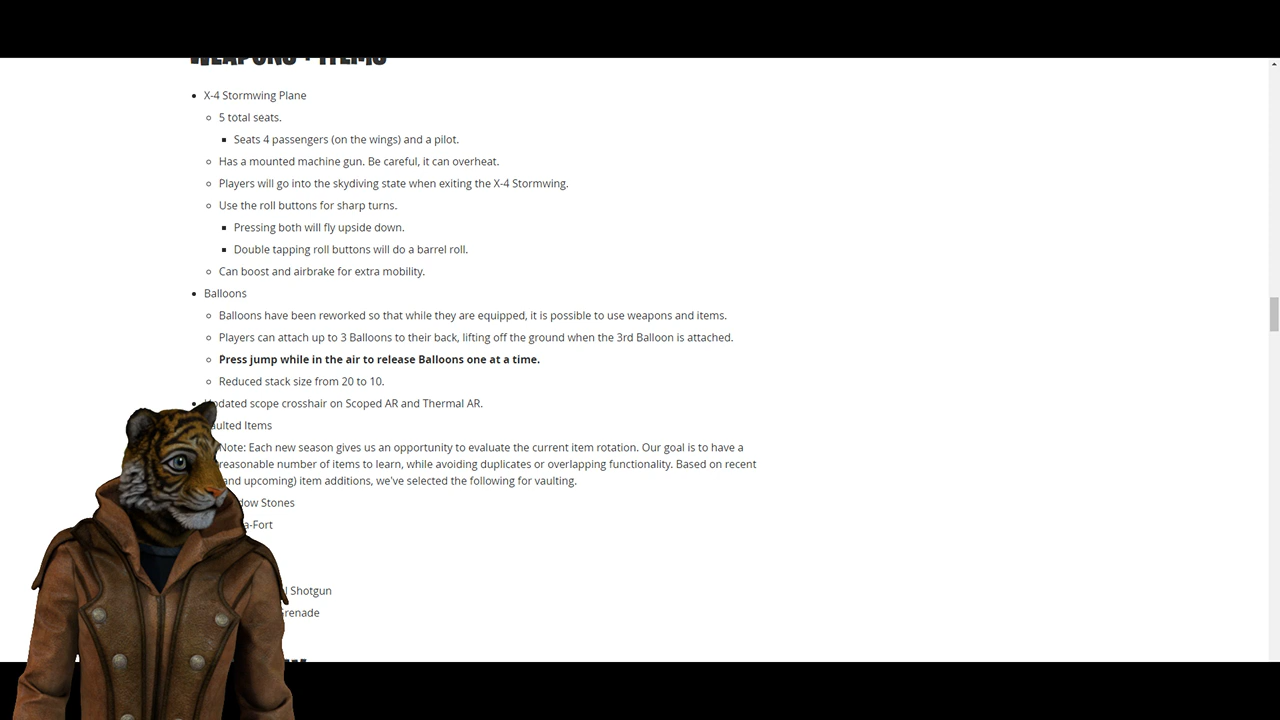 WEAPONS + ITEMS
X-4 Stormwing Plane
5 total seats.
Seats 4 passengers (on the wings) and a pilot.
Has a mounted machine gun. Be careful, it can overheat.
Players will go into the skydiving state when exiting the X-4 Stormwing.
Use the roll buttons for sharp turns.
Pressing both will fly upside down.
Double tapping roll buttons will do a barrel roll.
Can boost and airbrake for extra mobility.
Balloons
Balloons have been reworked so that while they are equipped, it is possible to use weapons and items.
Players can attach up to 3 Balloons to their back, lifting off the ground when the 3rd Balloon is attached.
Press jump while in the air to release Balloons one at a time.
Reduced stack size from 20 to 10.
pdated scope crosshair on Scoped AR and Thermal AR.
aulted Items
Note: Each new season gives us an opportunity to evaluate the current item rotation. Our goal is to have a
reasonable number of items to learn, while avoiding duplicates or overlapping functionality. Based on recent
and upcoming) item additions, we've selected the following for vaulting.
dow Stones
a-Fort
l Shotgun
Grenade